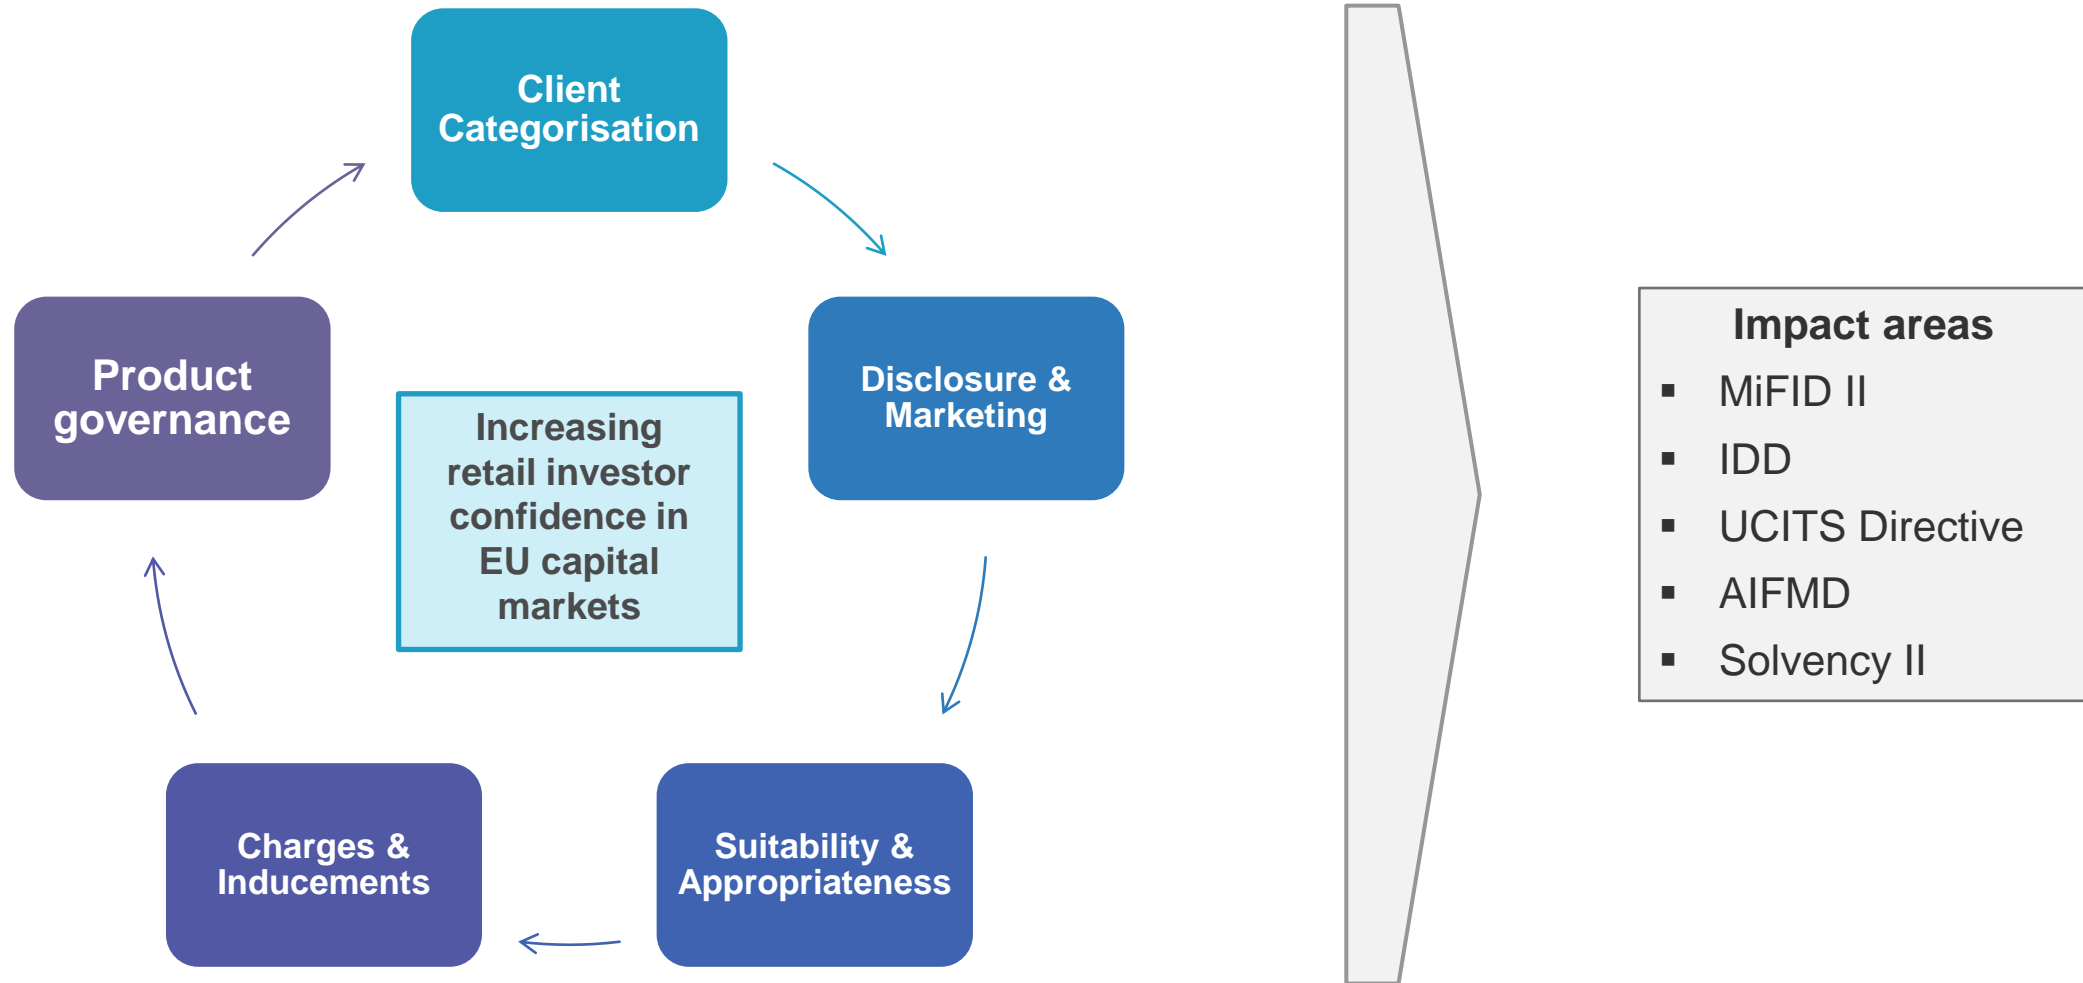 Client
Categorisation
Disclosure &
Marketing
Suitability &
Appropriateness
Charges &
Inducements
Product
governance
Increasing
retail investor
confidence in
EU capital
markets
Impact areas
▪ MiFID II
▪ IDD
▪ UCITS Directive
▪ AIFMD
▪ Solvency II